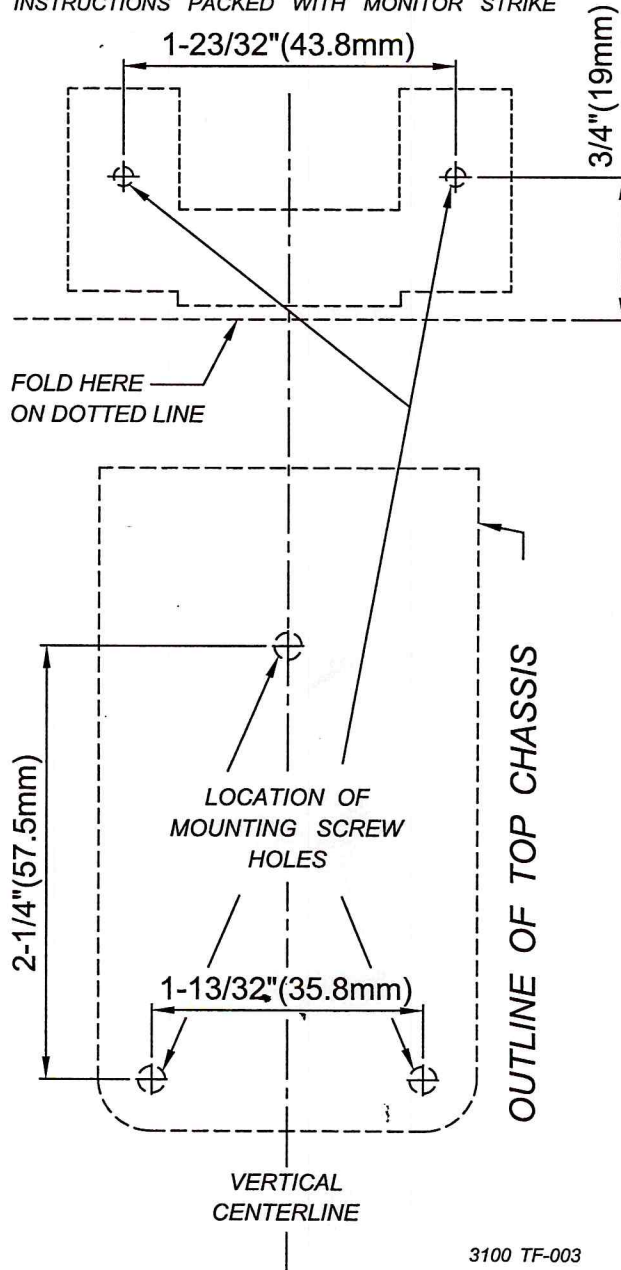 INSTRUCTIONS PACKED WITH MONITOR STRIKE
1-23/32"(43.8mm)
3/4"(19mm)
FOLD HERE
ON DOTTED LINE
2-1/4"(57.5mm)
LOCATION OF
MOUNTING SCREW
HOLES
OUTLINE OF TOP CHASSIS
1-13/32"(35.8mm)
VERTICAL
CENTERLINE
3100 TF-003